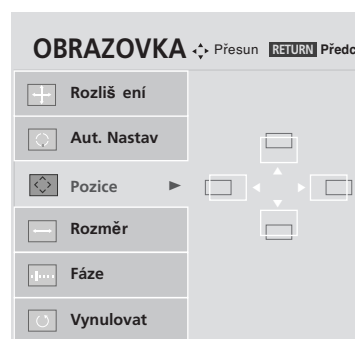 OBRAZOVKA Přesun RETURN Předc
Rozliš ení
Aut. Nastav
Pozice
Rozměr
Fáze
Vynulovat